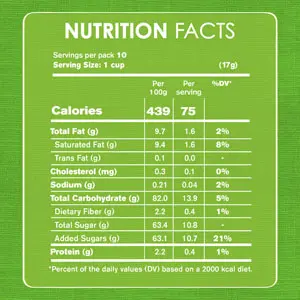 NUTRITION FACTS
Servings per pack 10
Serving Size: 1 cup (17g)
Per 100g Per serving %DV*
Calories 439 75
Total Fat (g) 9.7 1.6 2%
Saturated Fat (g) 9.4 1.6 8%
Trans Fat (g) 0.1 0.0 -
Cholesterol (mg) 0.3 0.1 0%
Sodium (g) 0.21 0.04 2%
Total Carbohydrate (g) 82.0 13.9 5%
Dietary Fiber (g) 2.2 0.4 1%
Total Sugar (g) 63.4 10.8 -
Added Sugars (g) 63.1 10.7 21%
Protein (g) 2.2 0.4 1%
*Percent of the daily values (DV) based on a 2000 kcal diet.